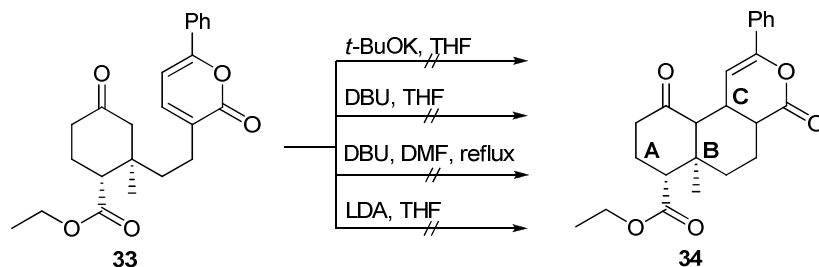 Ph
O
O
O
O
O
33
t-BuOK, THF
DBU, THF
DBU, DMF, reflux
LDA, THF
Ph
O
O
C
O
A
B
O
O
34